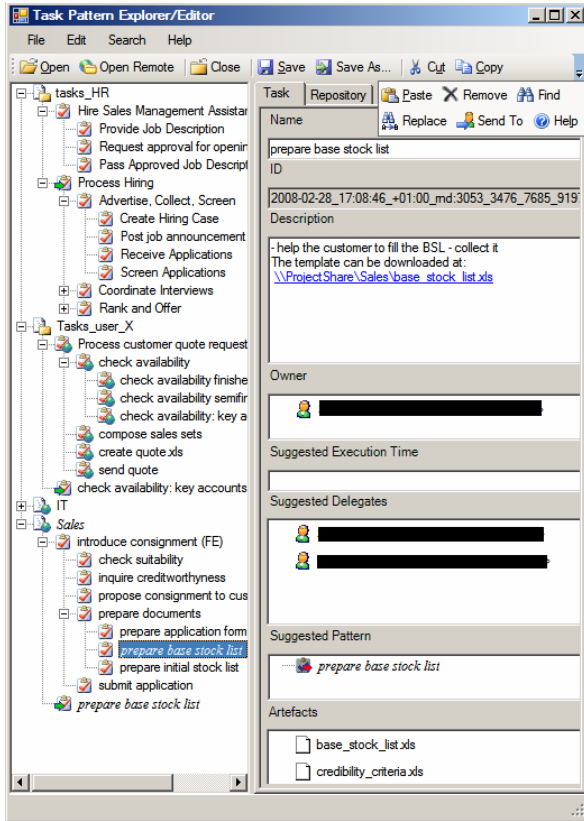 Task Pattern Explorer/Editor
File Edit Search Help
Open Open Remote Close Save Save As... Cut Copy
Paste Remove Find
Replace Send To Help
tasks_HR
Hire Sales Management Assistar
Provide Job Description
Request approval for openin
Pass Approved Job Descript
Process Hiring
Advertise, Collect, Screen
Create Hiring Case
Post job announcement
Receive Applications
Screen Applications
Coordinate Interviews
Rank and Offer
Tasks_user_X
Process customer quote request
check availability
check availability finishe
check availability semifir
check availability: key a
compose sales sets
create quote.xls
send quote
check availability: key accounts
IT
Sales
introduce consignment (FE)
check suitability
inquire creditworthyness
propose consignment to cus
prepare documents
prepare application form
prepare base stock list
prepare initial stock list
submit application
prepare base stock list
Task Repository
Name
prepare base stock list
ID
2008-02-28_17:08:46_+01:00_md:3053_3476_7685_9197
Description
- help the customer to fill the BSL - collect it
The template can be downloaded at:
\\ProjectShare\Sales\base_stock_list.xls
Owner
Suggested Execution Time
Suggested Delegates
Suggested Pattern
prepare base stock list
Artefacts
base_stock_list.xls
credibility_criteria.xls